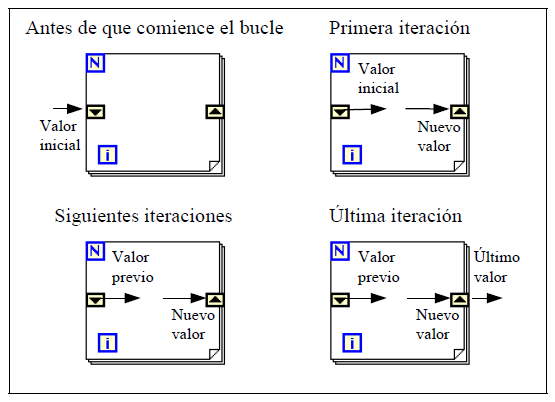 Antes de que comience el bucle
N
Valor
inicial
i
Primera iteración
N
Valor
inicial
Nuevo
valor
i
Siguientes iteraciones
N
Valor
previo
Nuevo
valor
i
Última iteración
N
Valor
previo
Nuevo
valor
i
Último
valor